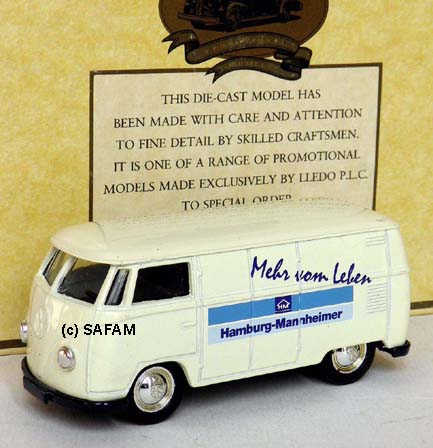 THIS DIE-CAST MODEL HAS
BEEN MADE WITH CARE AND ATTENTION
TO FINE DETAIL BY SKILLED CRAFTSMEN.
IT IS ONE OF A RANGE OF PROMOTIONAL
MODELS MADE EXCLUSIVELY BY LLEDO P.L.C.
TO SPECIAL ORDER
Mehr vom Leben
HM
Hamburg-Mannheimer
(c) SAFAM